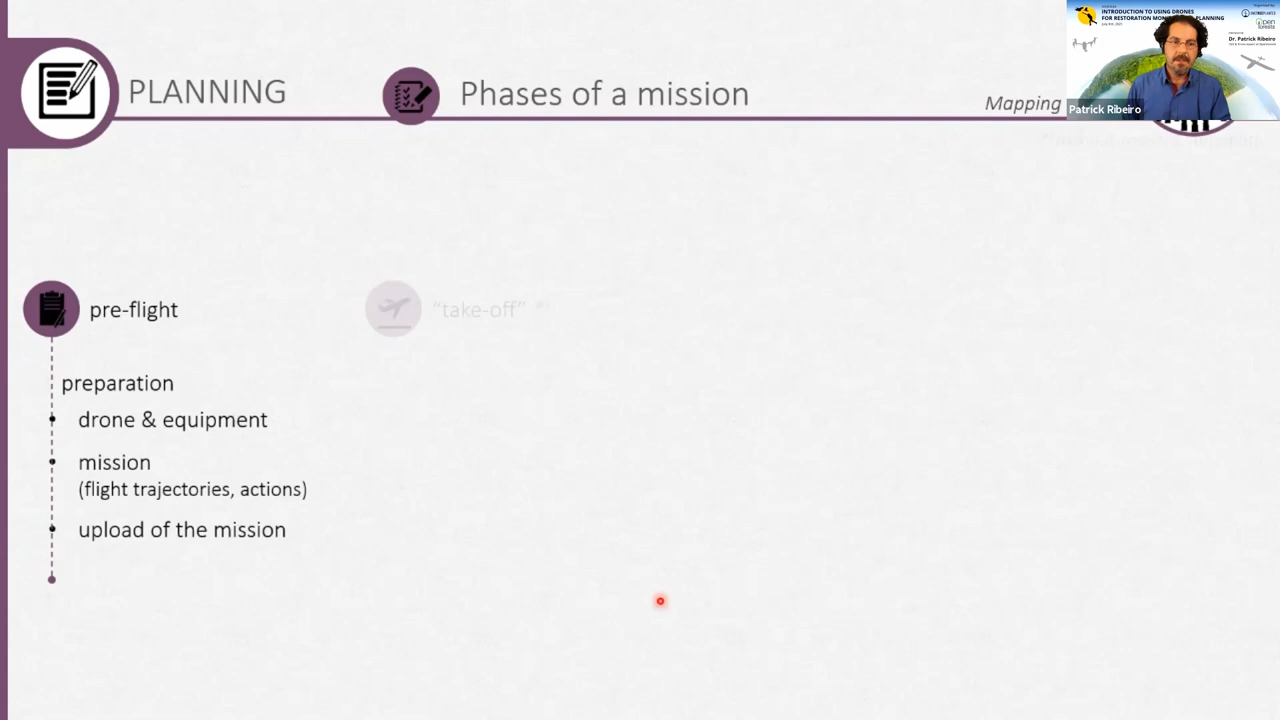 PLANNING
Phases of a mission
Mapping
INTRODUCTION TO USING DRONES
FOR RESTORATION PLANNING
Dr. Patrick Ribeiro
Patrick Ribeiro
pre-flight
"take-off"
preparation
drone & equipment
mission
(flight trajectories, actions)
upload of the mission